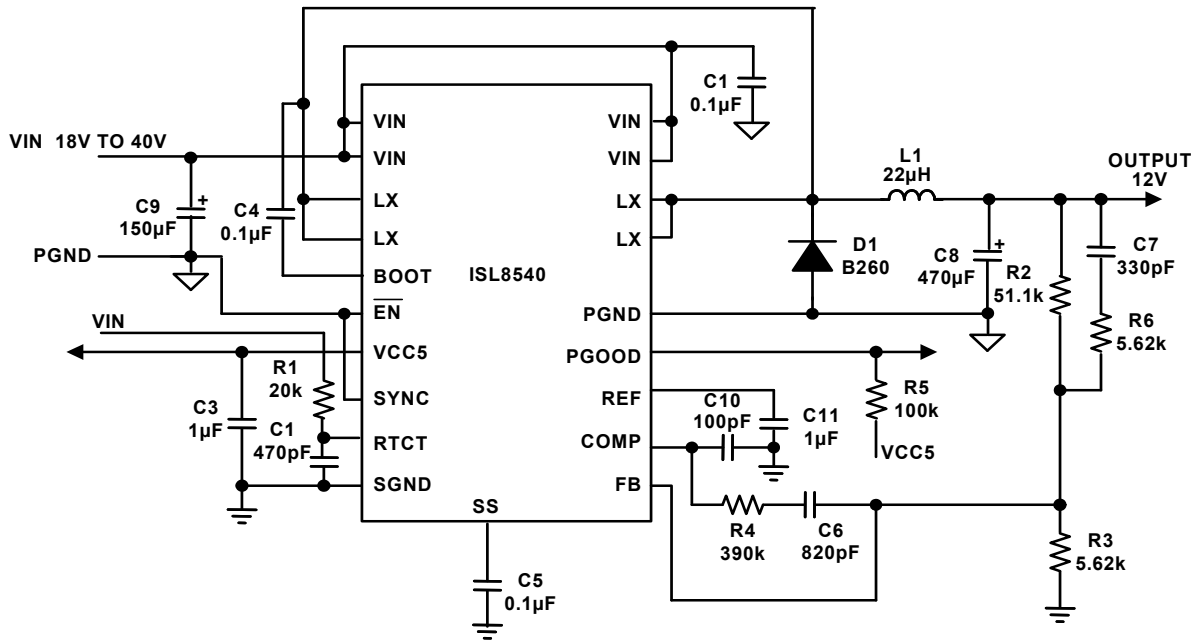 VIN 18V TO 40V
C9
150µF
PGND
VIN
C4
0.1µF
C3
1µF
R1
20k
C1
470pF
VIN
VIN
LX
LX
BOOT
EN
VCC5
SYNC
RTCT
SGND
ISL8540
SS
C5
0.1µF
VIN
VIN
LX
LX
PGND
PGOOD
REF
COMP
FB
C1
0.1µF
D1
B260
L1
22µH
C8
470µF
R2
51.1k
OUTPUT
12V
C7
330pF
R6
5.62k
R5
100k
VCC5
C10
100pF
C11
1µF
R4
390k
C6
820pF
R3
5.62k